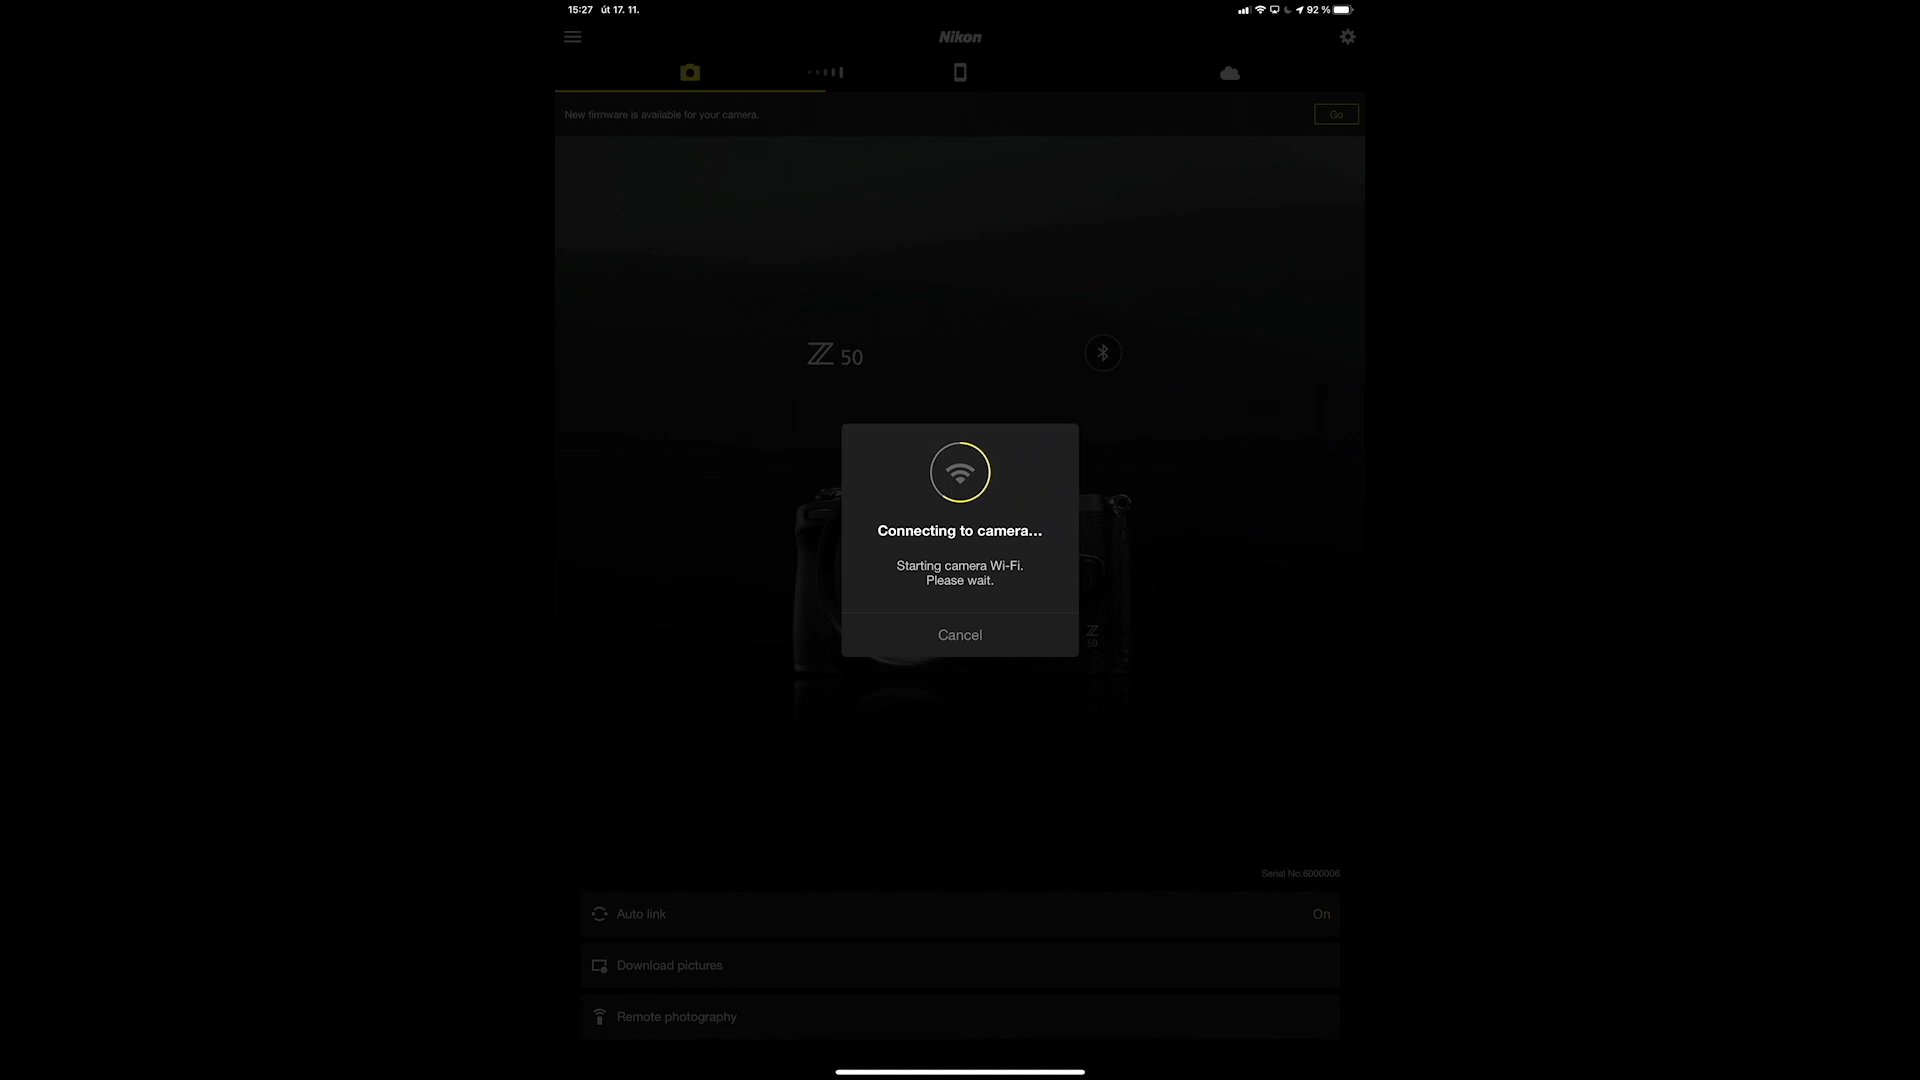 15:27 út 17. 11.
92 %
Nikon
New firmware is available for your camera.
Go
Z 50
Connecting to camera...
Starting camera Wi-Fi.
Please wait.
Cancel
Z
50
Serial No.6000006
Auto link
On
Download pictures
Remote photography